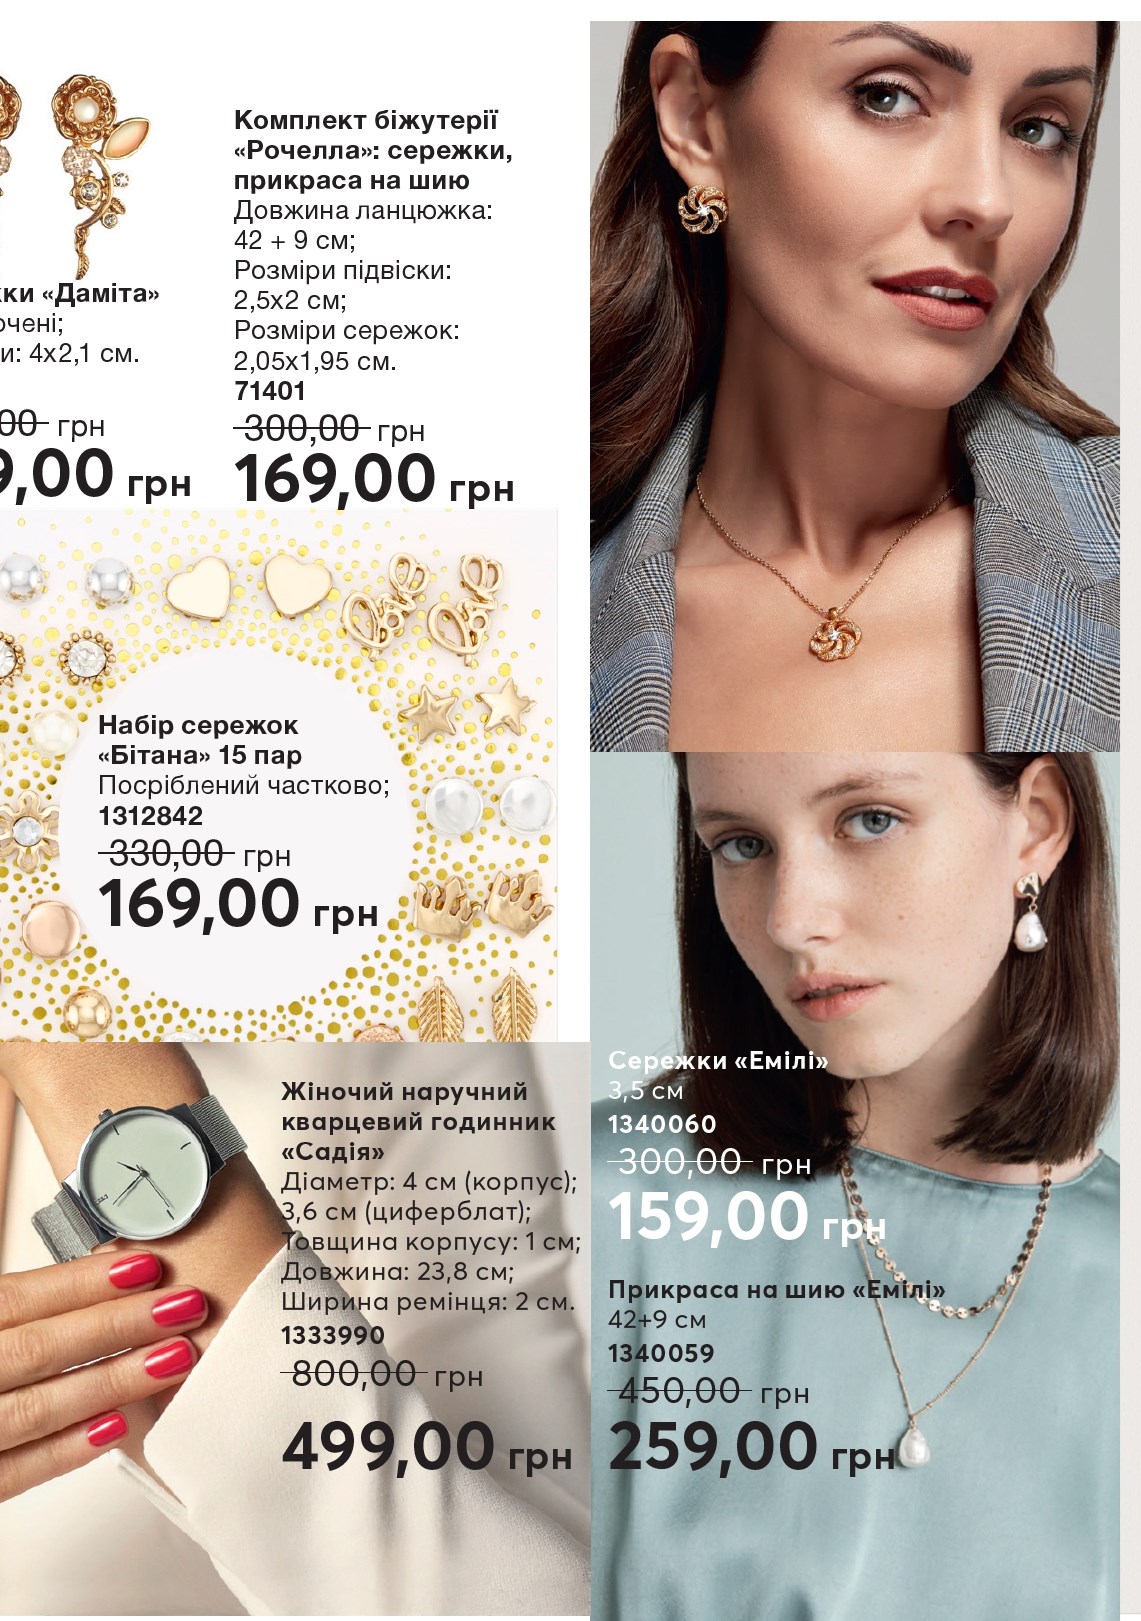 Комплект біжутерії
«Рочелла»: сережки,
прикраса на шию
Довжина ланцюжка:
42 + 9 см;
Розміри підвіски:
2,5х2 см;
Розміри сережок:
2,05х1,95 см.
71401
300,00 грн
169,00 грн
«Даміта»
4х2,1 см.
грн
9,00 грн
Love Love
Набір сережок
«Бітана» 15 пар
Посріблений частково;
1312842
330,00 грн
169,00 грн
Жіночий наручний
кварцевий годинник
«Садія»
Діаметр: 4 см (корпус);
3,6 см (циферблат);
Товщина корпусу: 1 см;
Довжина: 23,8 см;
Ширина ремінця: 2 см.
1333990
800,00 грн
499,00 грн
Сережки «Емілі»
3,5 см
1340060
300,00 грн
159,00 грн
Прикраса на шию «Емілі»
42+9 см
1340059
450,00 грн
259,00 грн